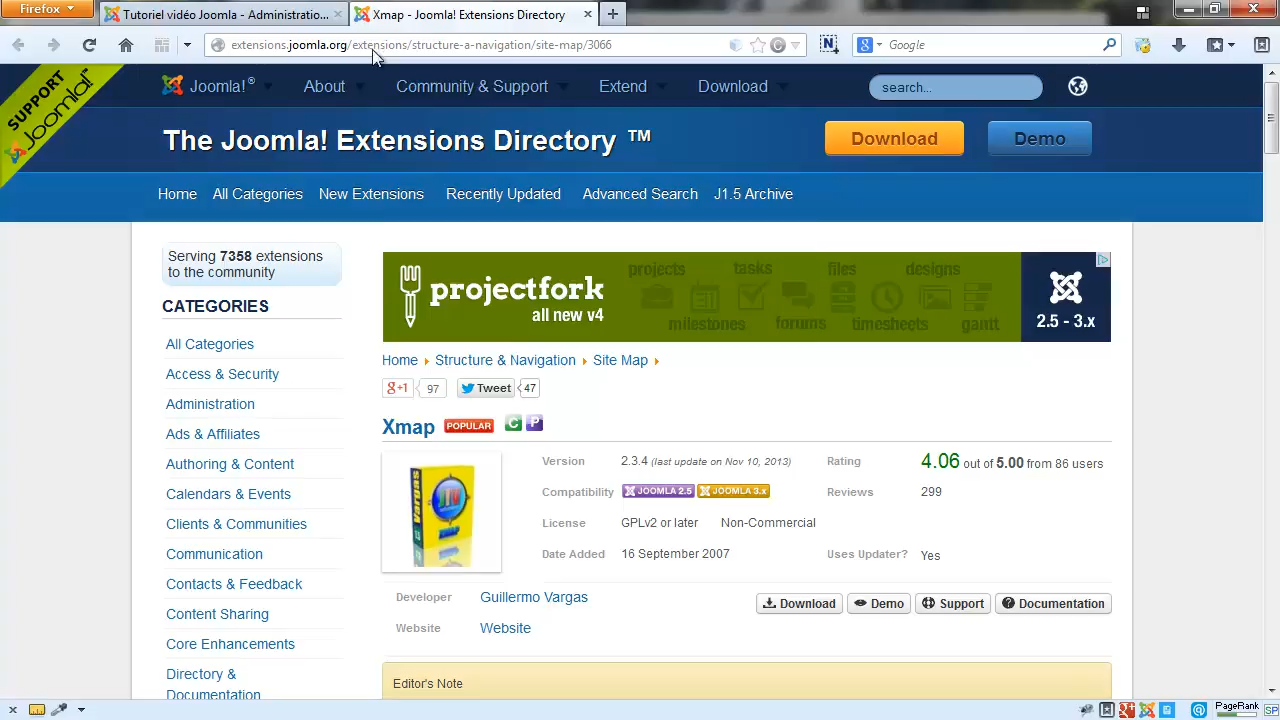 Firefox
Tutoriel vidéo Joomla - Administratio...
Xmap - Joomla! Extensions Directory
extensions.joomla.org/extensions/structure-a-navigation/site-map/3066
Google
SUPPORT
Joomla!
Joomla!®
About
Community & Support
Extend
Download
search...
The Joomla! Extensions Directory ™
Download
Demo
Home
All Categories
New Extensions
Recently Updated
Advanced Search
J1.5 Archive
Serving 7358 extensions
to the community
CATEGORIES
All Categories
Access & Security
Administration
Ads & Affiliates
Authoring & Content
Calendars & Events
Clients & Communities
Communication
Contacts & Feedback
Content Sharing
Core Enhancements
Directory &
Documentation
projectfork
all new v4
projects
tasks
files
designs
milestones
forums
timesheets
gantt
2.5 - 3.x
Home
Structure & Navigation
Site Map
g+1 97
Tweet 47
Xmap POPULAR C P
Vargas
Version 2.3.4 (last update on Nov 10, 2013)
Rating 4.06 out of 5.00 from 86 users
Compatibility JOOMLA 2.5 JOOMLA 3.x
Reviews 299
License GPLv2 or later Non-Commercial
Date Added 16 September 2007
Uses Updater? Yes
Developer Guillermo Vargas
Website Website
Download
Demo
Support
Documentation
Editor's Note
PageRank
SP